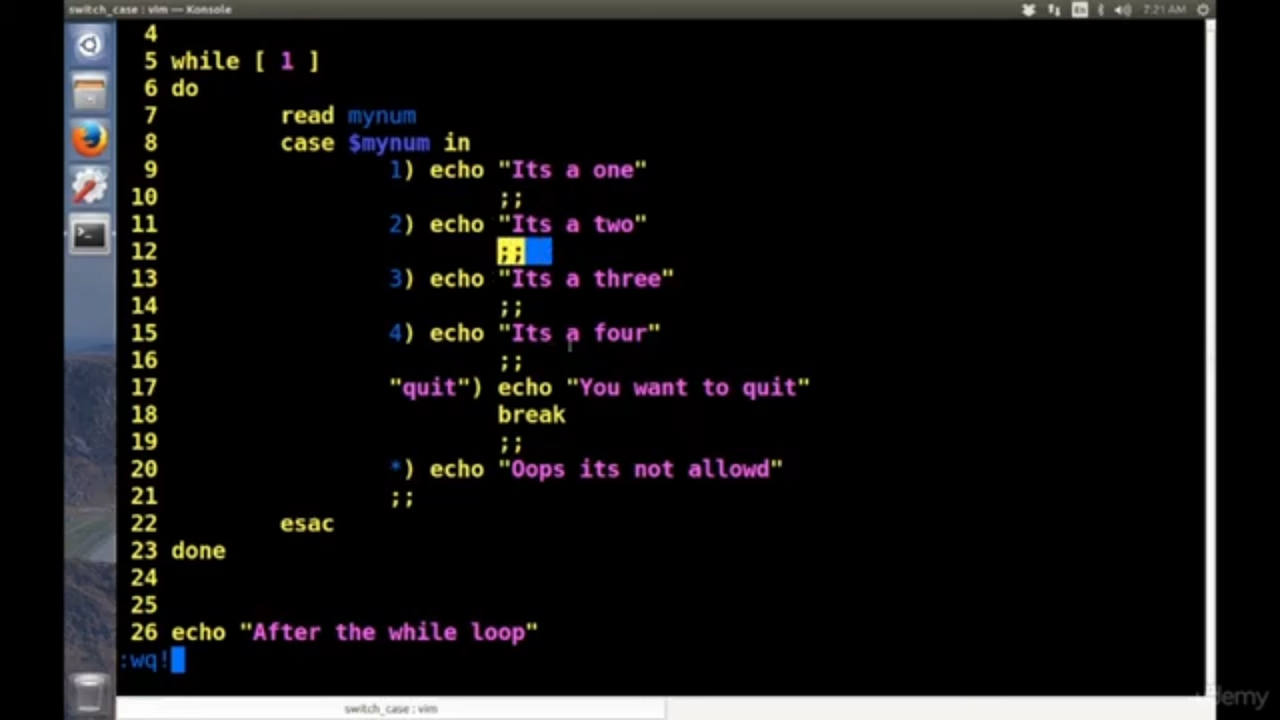 switch_case : vim — Konsole
En
7:21 AM
4
5 while [ 1 ]
6 do
7 read mynum
8 case $mynum in
9 1) echo "Its a one"
10 ;;
11 2) echo "Its a two"
12 ;;
13 3) echo "Its a three"
14 ;;
15 4) echo "Its a four"
16 ;;
17 "quit") echo "You want to quit"
18 break
19 ;;
20 *) echo "Oops its not allowd"
21 ;;
22 esac
23 done
24
25
26 echo "After the while loop"
:wq!
switch_case : vim
udemy